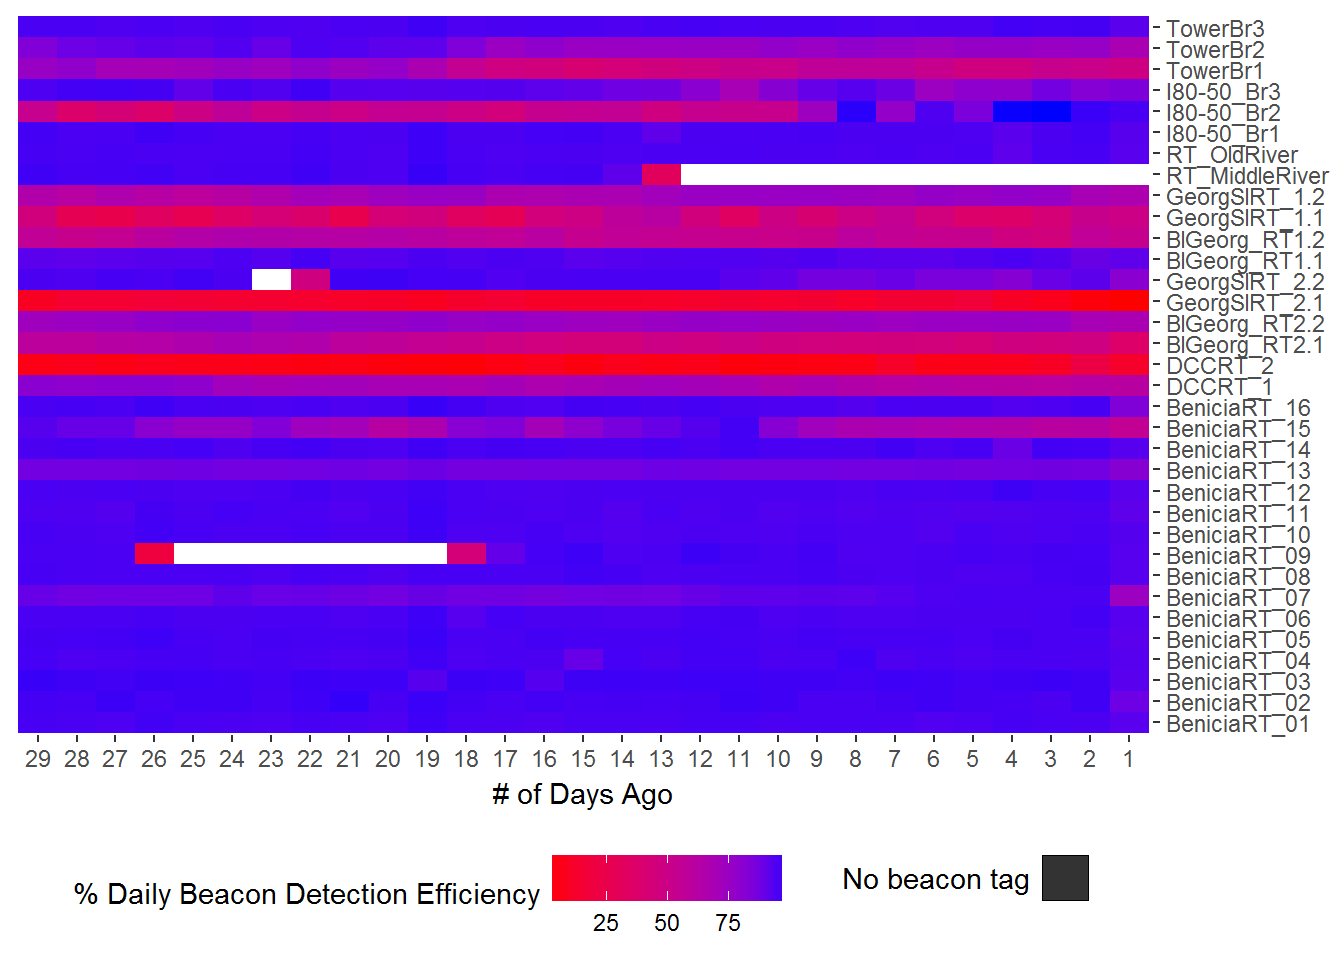 TowerBr3
TowerBr2
TowerBr1
I80-50_Br3
I80-50_Br2
I80-50_Br1
RT_OldRiver
RT_MiddleRiver
GeorgSlRT_1.2
GeorgSlRT_1.1
BlGeorg_RT1.2
BlGeorg_RT1.1
GeorgSlRT_2.2
GeorgSlRT_2.1
BlGeorg_RT2.2
BlGeorg_RT2.1
DCCRT_2
DCCRT_1
BeniciaRT_16
BeniciaRT_15
BeniciaRT_14
BeniciaRT_13
BeniciaRT_12
BeniciaRT_11
BeniciaRT_10
BeniciaRT_09
BeniciaRT_08
BeniciaRT_07
BeniciaRT_06
BeniciaRT_05
BeniciaRT_04
BeniciaRT_03
BeniciaRT_02
BeniciaRT_01
29 28 27 26 25 24 23 22 21 20 19 18 17 16 15 14 13 12 11 10 9 8 7 6 5 4 3 2 1
# of Days Ago
% Daily Beacon Detection Efficiency
25 50 75
No beacon tag